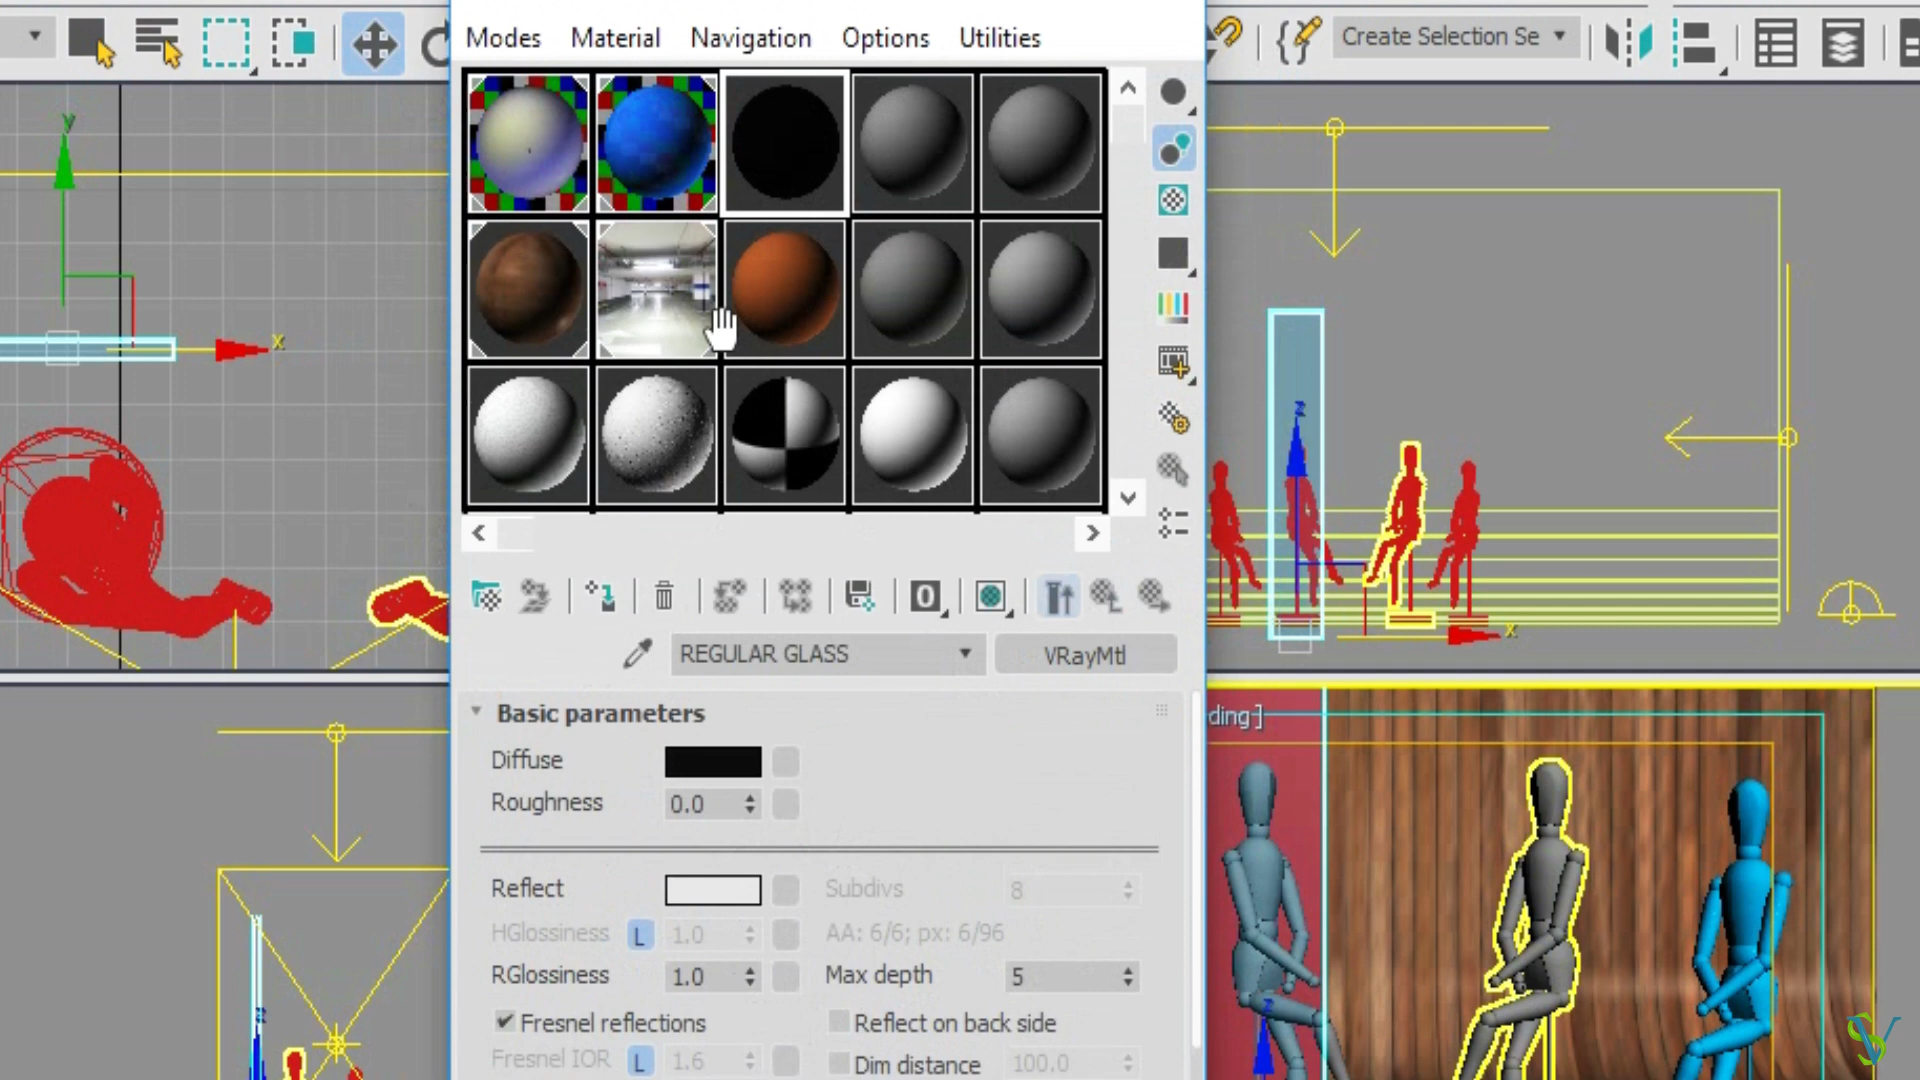 Modes Material Navigation Options Utilities
Create Selection Se
y
x
z
x
REGULAR GLASS VRayMtl
Basic parameters
ding]
Diffuse
Roughness 0.0
Reflect Subdivs 8
HGlossiness L 1.0 AA: 6/6; px: 6/96
RGlossiness 1.0 Max depth 5
z
z
Fresnel reflections Reflect on back side
Fresnel IOR L 1.6 Dim distance 100.0
SV